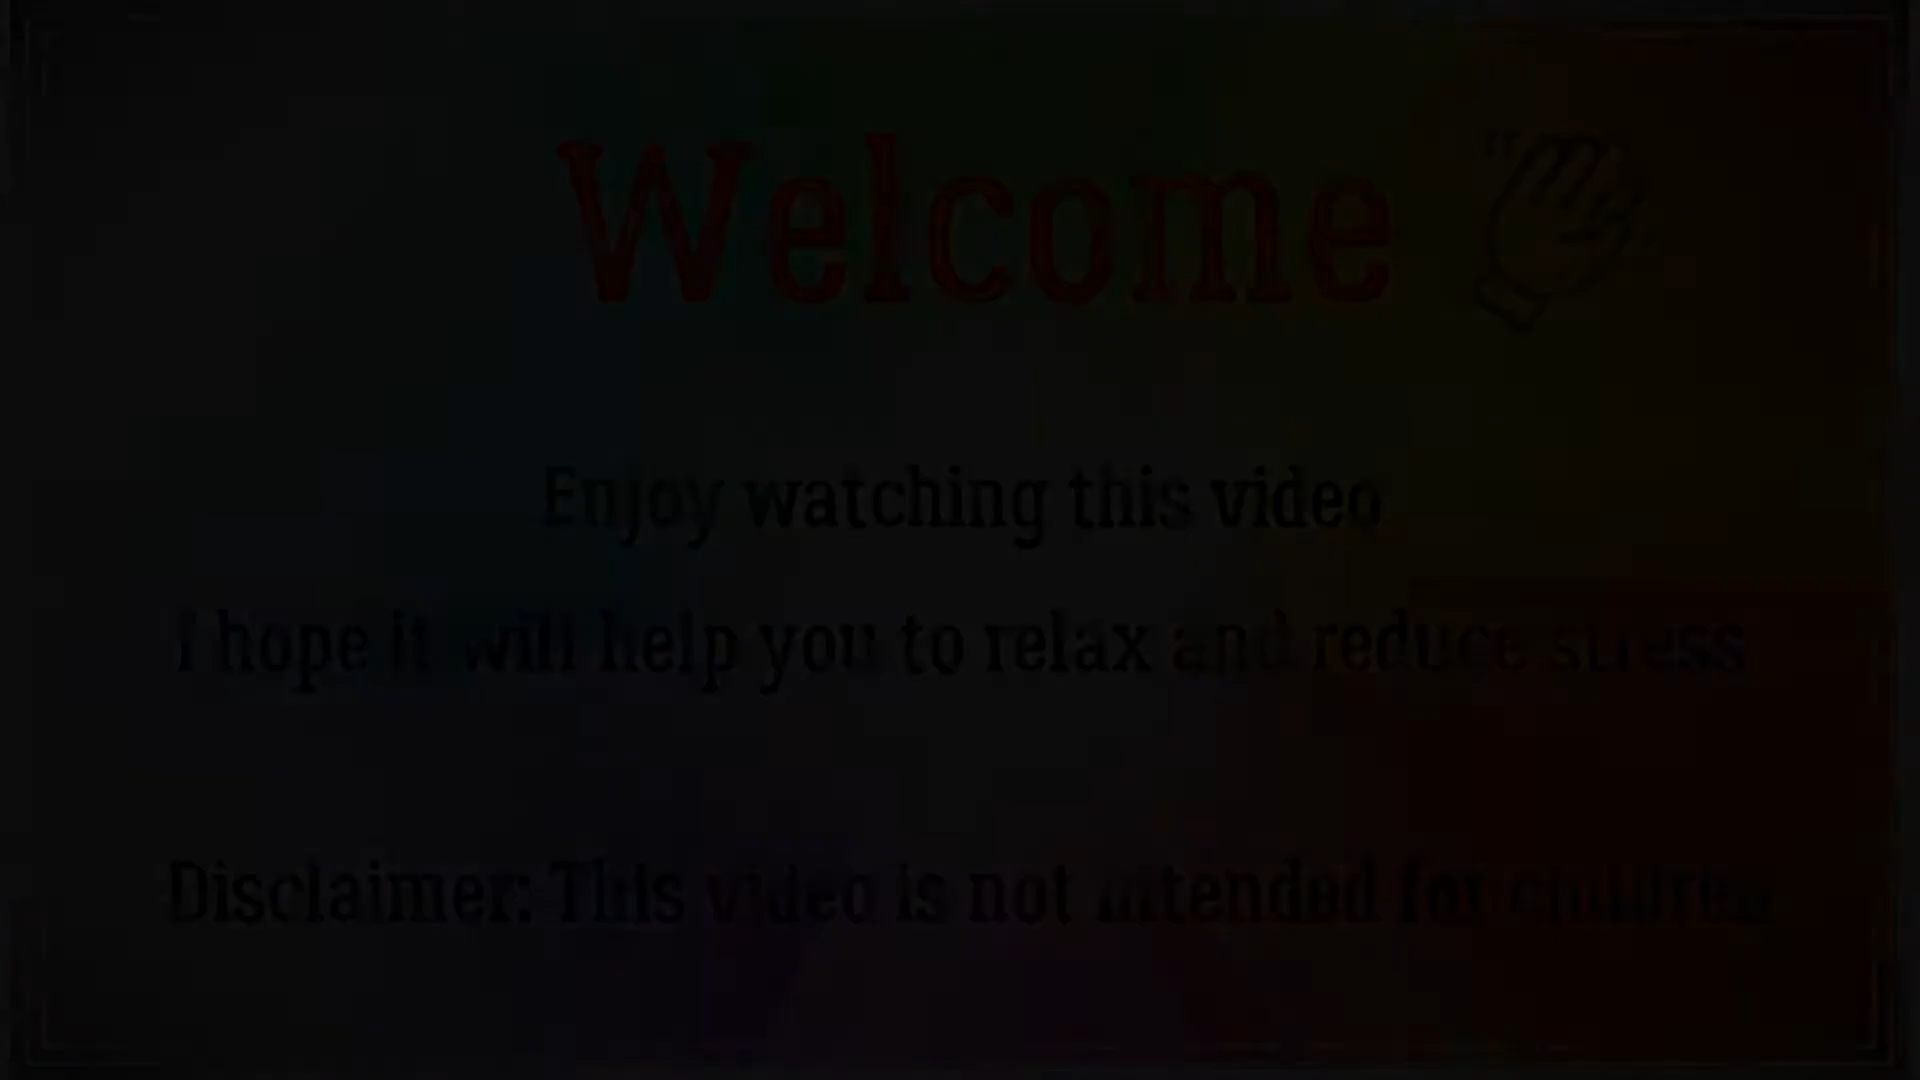 Welcome
Enjoy watching this video
I hope it will help you to relax and reduce stress
Disclaimer: This video is not intended for children